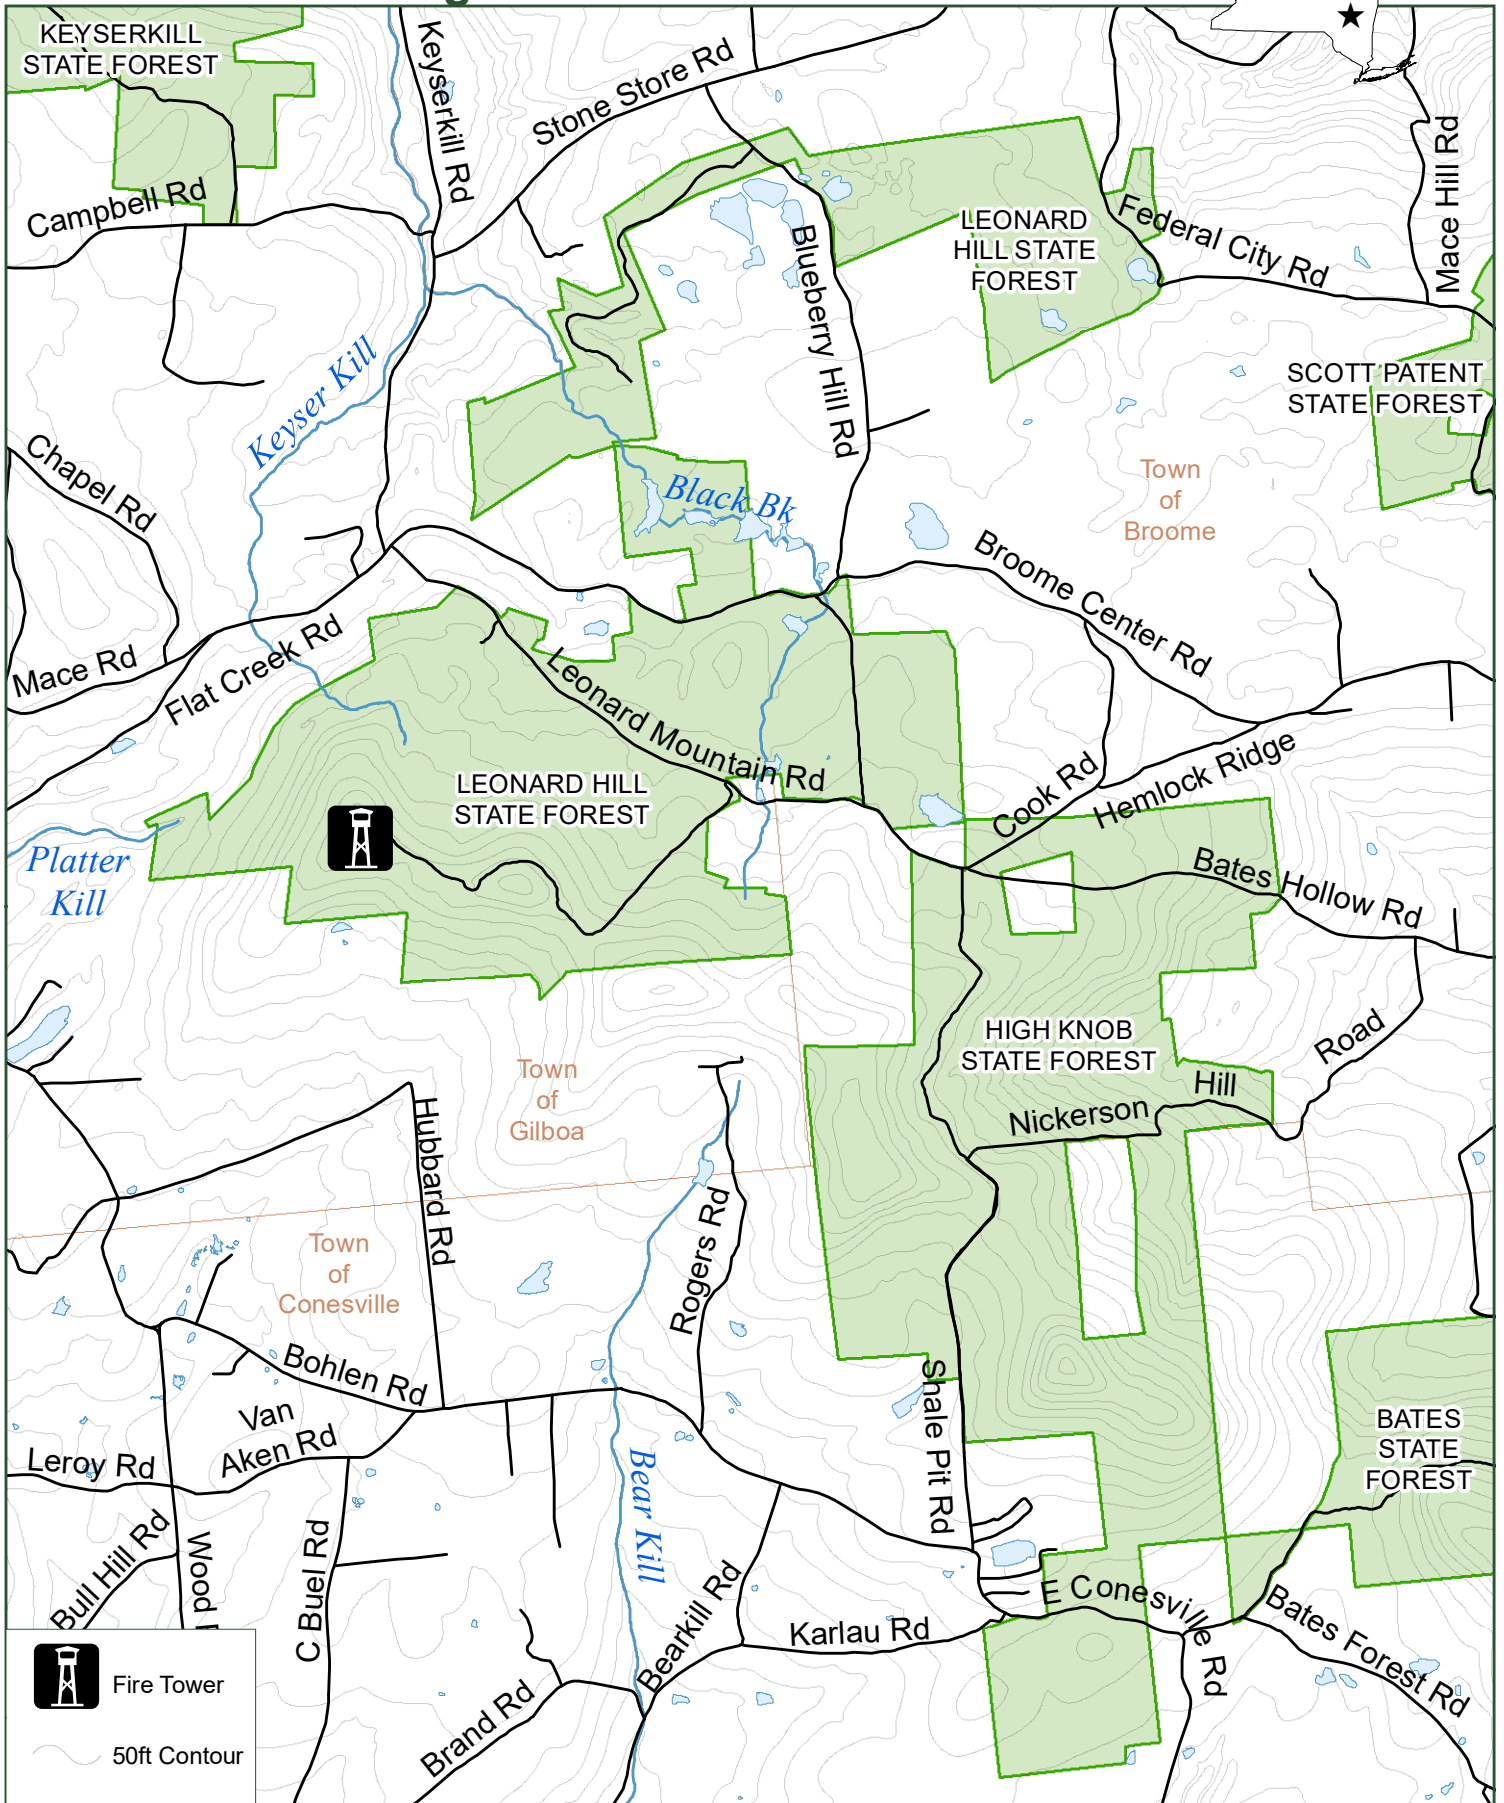 KEYSERKILL
STATE FOREST
Keyserkill Rd
Stone Store Rd
Mace Hill Rd
Campbell Rd
LEONARD
HILL STATE
FOREST
Federal City Rd
Blueberry Hill Rd
Keyser Kill
SCOTT PATENT
STATE FOREST
Chapel Rd
Black Bk
Town
of
Broome
Broome Center Rd
Mace Rd
Flat Creek Rd
Leonard Mountain Rd
LEONARD HILL
STATE FOREST
Cook Rd
Hemlock Ridge
Platter
Kill
Bates Hollow Rd
HIGH KNOB
STATE FOREST
Nickerson
Hill
Road
Town
of
Gilboa
Hubbard Rd
Rogers Rd
Town
of
Conesville
Bohlen Rd
Van
Aken Rd
Leroy Rd
Shale Pit Rd
BATES
STATE
FOREST
Bear Kill
Bull Hill Rd
Wood
C Buel Rd
Bearkill Rd
Karlau Rd
E Conesville Rd
Bates Forest Rd
Brand Rd
Fire Tower
50ft Contour